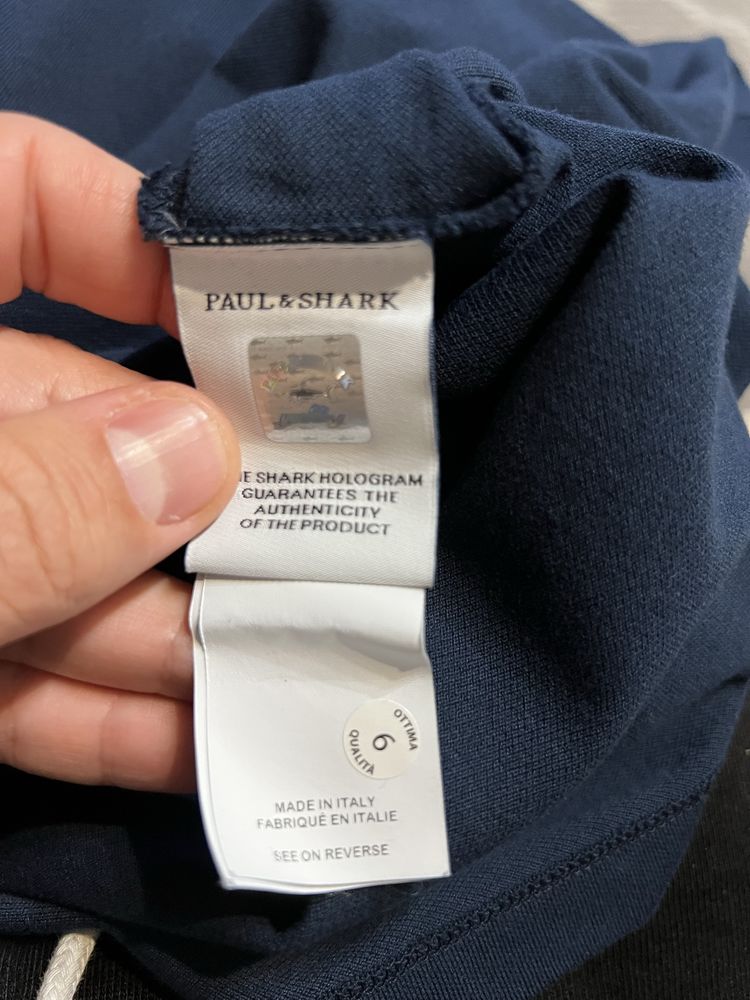 PAUL & SHARK
SHARK HOLOGRAM
GUARANTEES THE
AUTHENTICITY
OF THE PRODUCT
OTTIMA
6
QUALITÀ
MADE IN ITALY
FABRIQUÉ EN ITALIE
SEE ON REVERSE